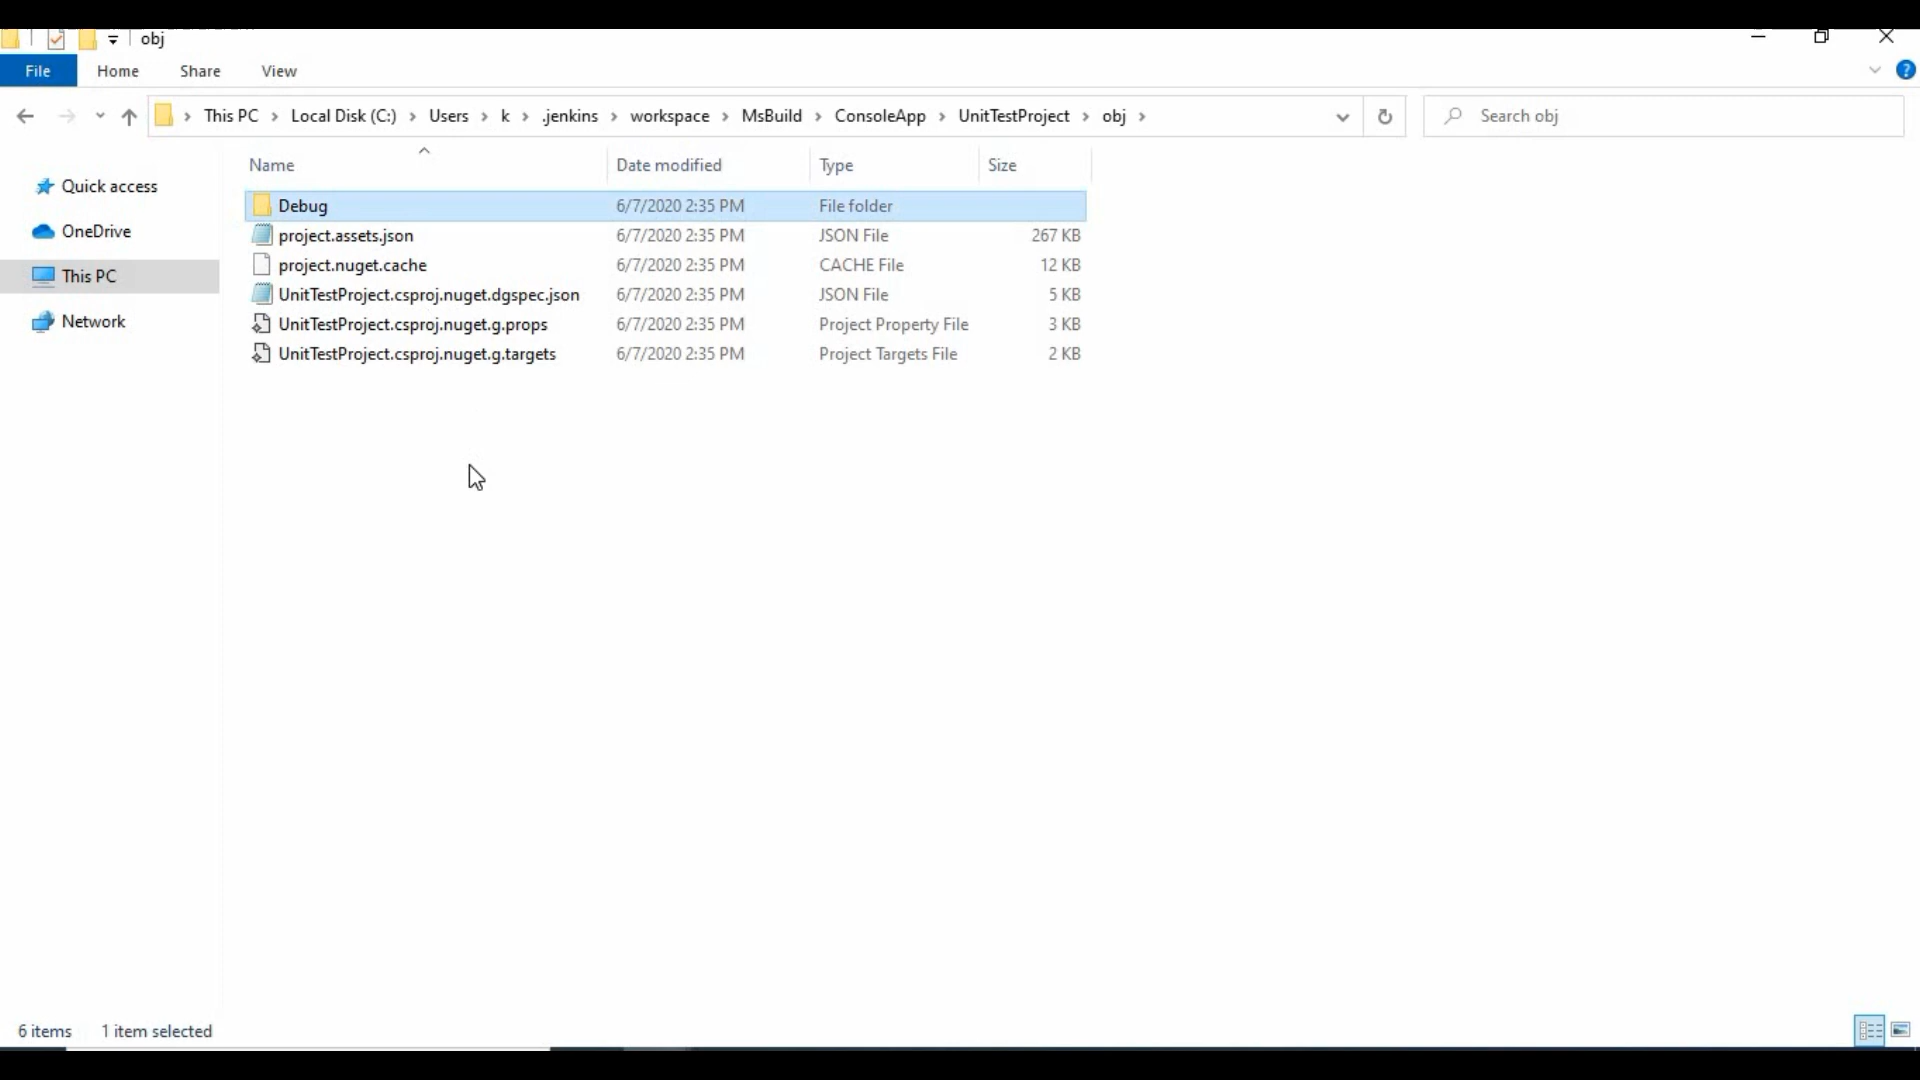 obj
File Home Share View
This PC Local Disk (C:) Users k .jenkins workspace MsBuild ConsoleApp UnitTestProject obj Search obj
Quick access
OneDrive
This PC
Network
Name Date modified Type Size
Debug 6/7/2020 2:35 PM File folder
project.assets.json 6/7/2020 2:35 PM JSON File 267 KB
project.nuget.cache 6/7/2020 2:35 PM CACHE File 12 KB
UnitTestProject.csproj.nuget.dgspec.json 6/7/2020 2:35 PM JSON File 5 KB
UnitTestProject.csproj.nuget.g.props 6/7/2020 2:35 PM Project Property File 3 KB
UnitTestProject.csproj.nuget.g.targets 6/7/2020 2:35 PM Project Targets File 2 KB
6 items 1 item selected